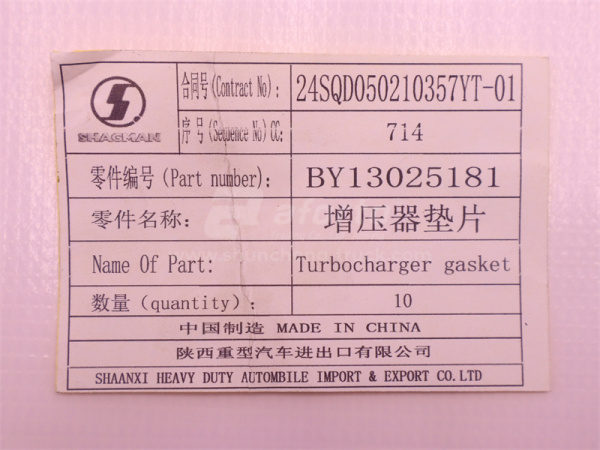 SHACMAN
合同号(Contract No): 24SQD050210357YT-01
序号(Sequence No)CC: 714
零件编号(Part number): BY13025181
零件名称: 增压器垫片
Name Of Part: Turbocharger gasket
数量(quantity): 10
中国制造 MADE IN CHINA
陕西重型汽车进出口有限公司
SHAANXI HEAVY DUTY AUTOMBILE IMPORT & EXPORT CO.LTD